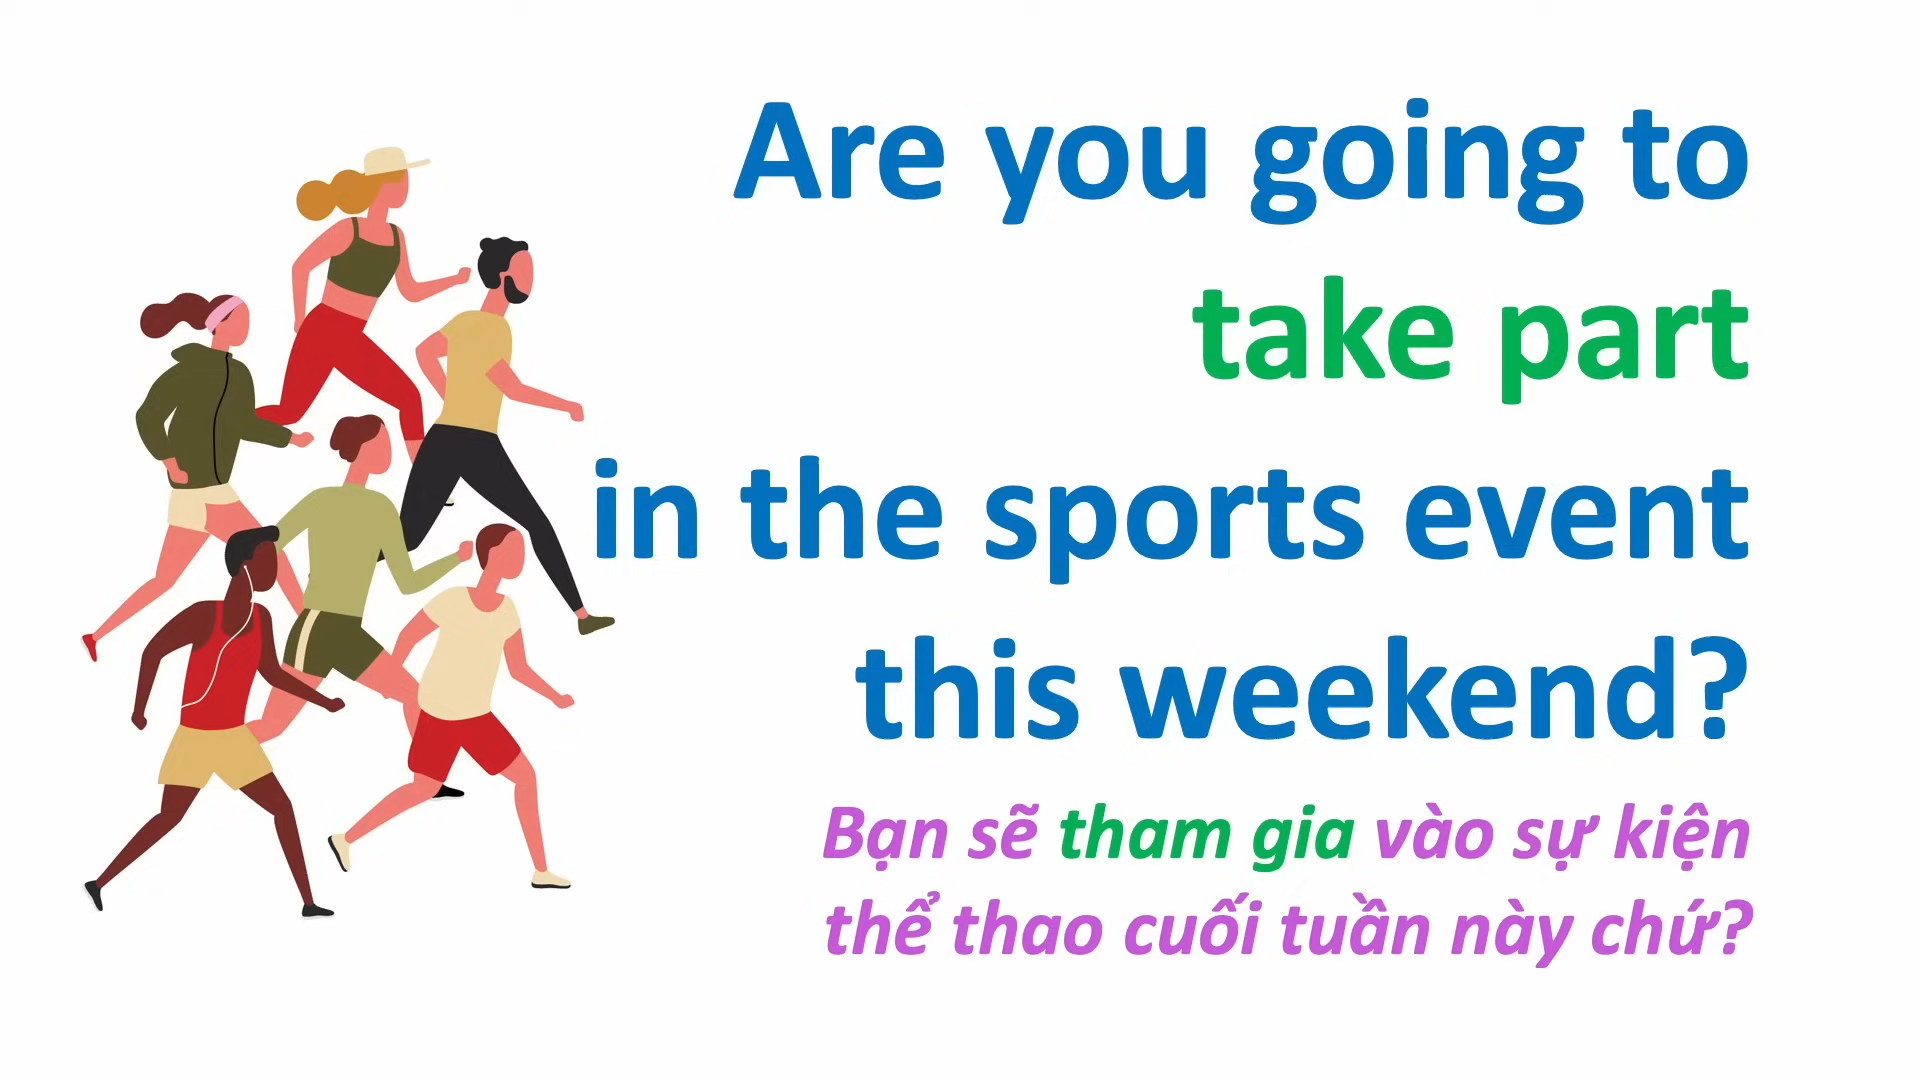 Are you going to
take part
in the sports event
this weekend?
Bạn sẽ tham gia vào sự kiện
thể thao cuối tuần này chứ?